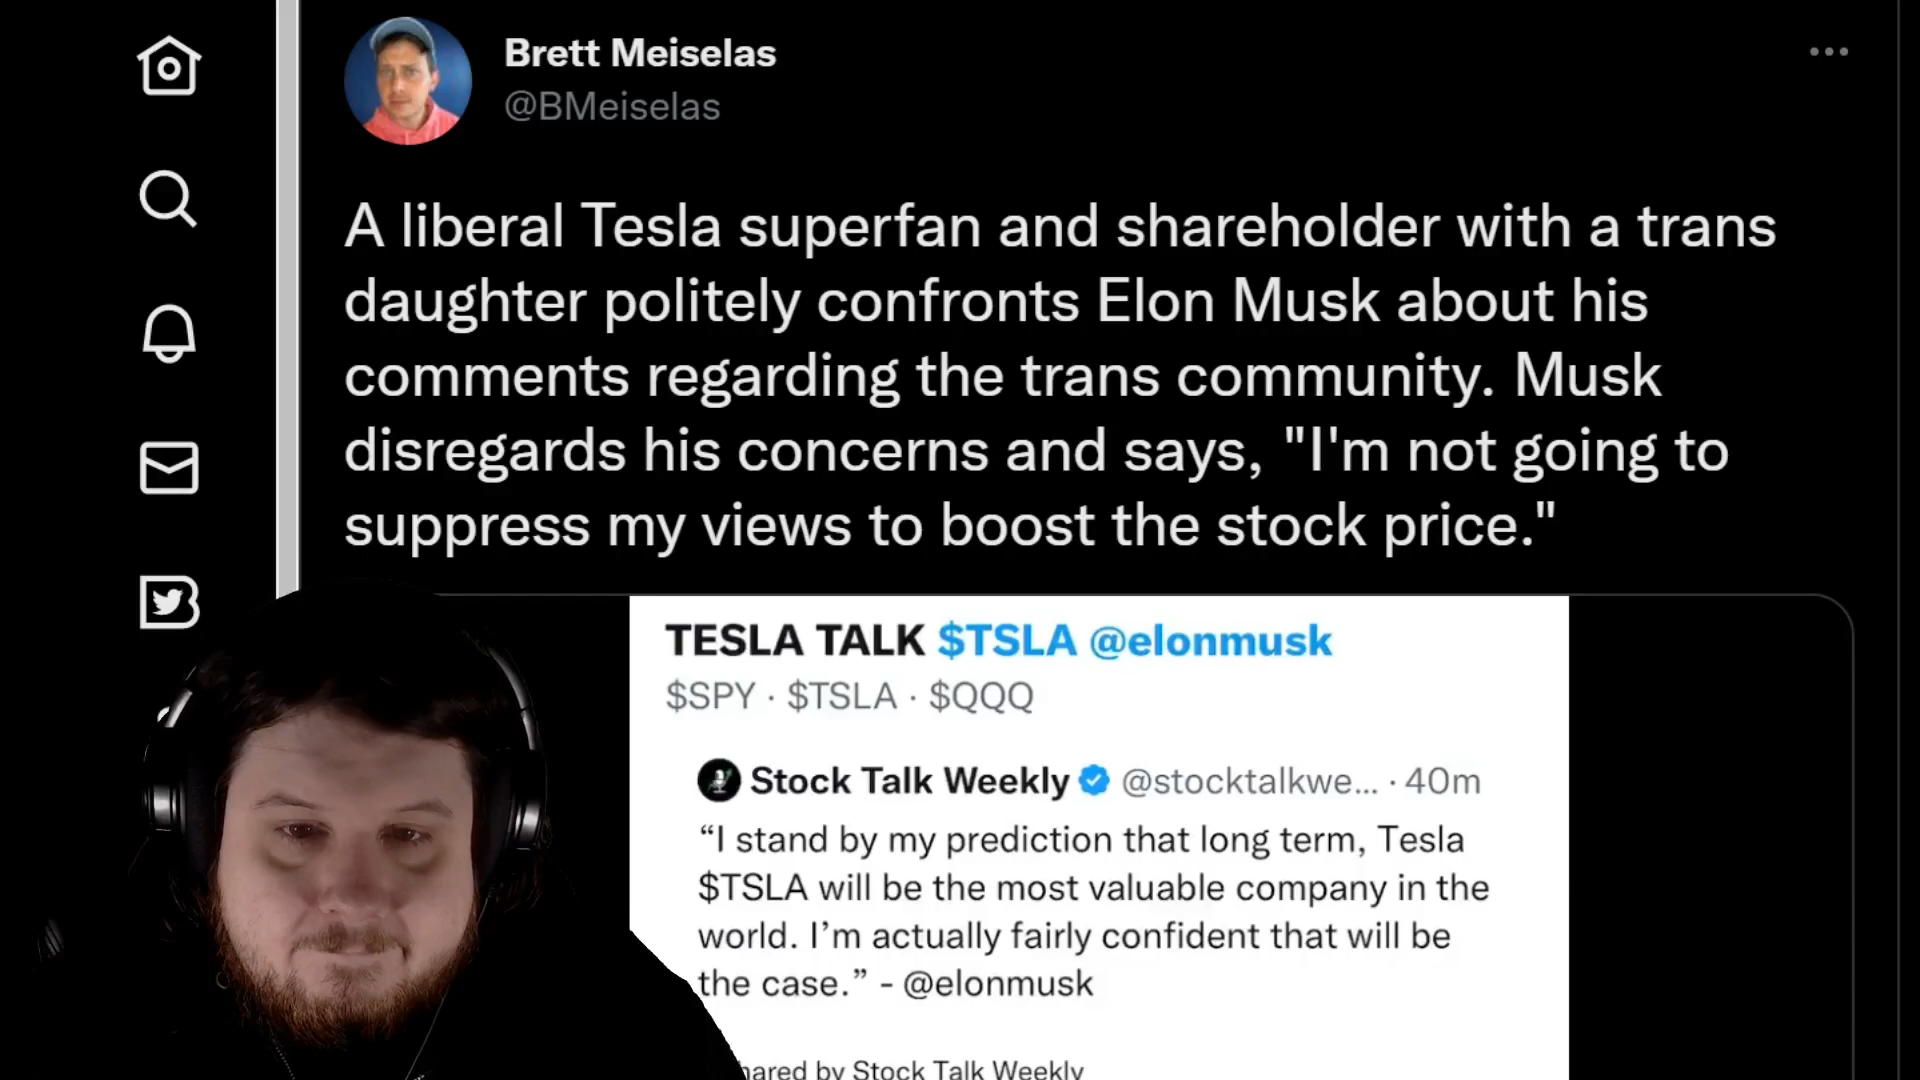 Brett Meiselas
@BMeiselas
A liberal Tesla superfan and shareholder with a trans
daughter politely confronts Elon Musk about his
comments regarding the trans community. Musk
disregards his concerns and says, "I'm not going to
suppress my views to boost the stock price."
TESLA TALK $TSLA @elonmusk
$SPY · $TSLA · $QQQ
Stock Talk Weekly @stocktalkwe... · 40m
“I stand by my prediction that long term, Tesla
$TSLA will be the most valuable company in the
world. I’m actually fairly confident that will be
the case.” - @elonmusk
hared by Stock Talk Weekly